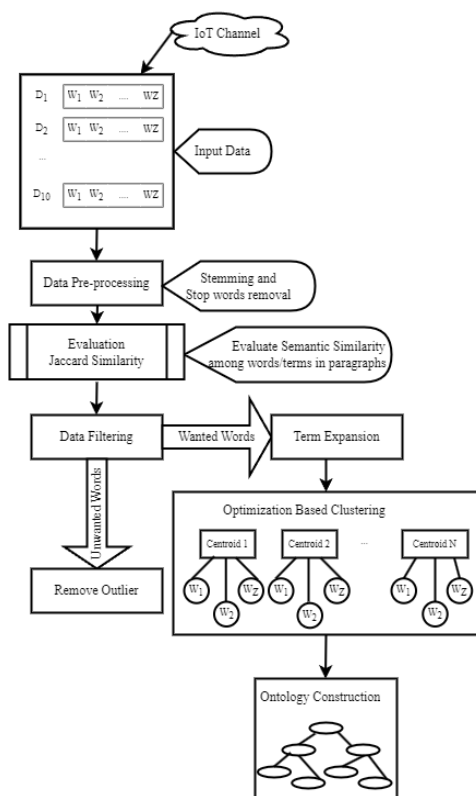 IoT Channel
D1 W1 W2 .... WZ
D2 W1 W2 .... WZ
...
D10 W1 W2 .... WZ
Input Data
Data Pre-processing
Stemming and
Stop words removal
Evaluation
Jaccard Similarity
Evaluate Semantic Similarity
among words/terms in paragraphs
Data Filtering
Wanted Words
Term Expansion
Unwanted Words
Remove Outlier
Optimization Based Clustering
Centroid 1 Centroid 2 ... Centroid N
W1 W2 WZ W1 W2 WZ W1 W2 WZ
Ontology Construction